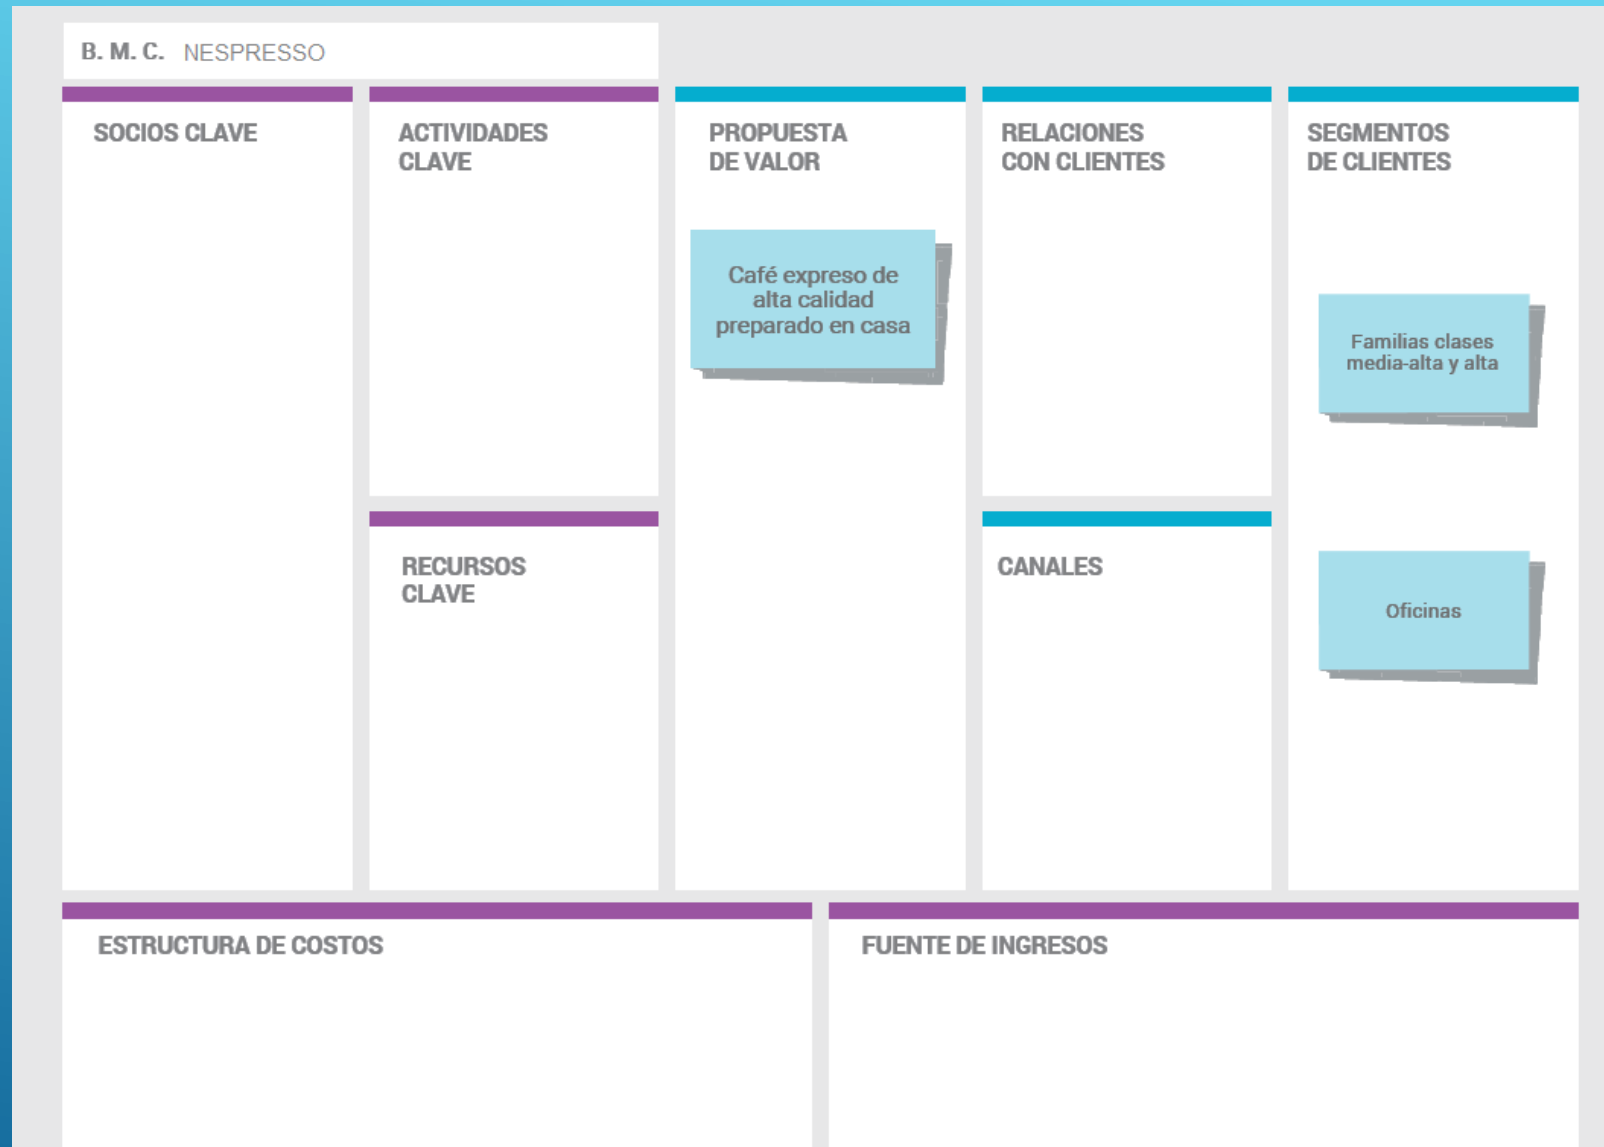 B. M. C. NESPRESSO
SOCIOS CLAVE
ACTIVIDADES
CLAVE
RECURSOS
CLAVE
PROPUESTA
DE VALOR
Café expreso de
alta calidad
preparado en casa
RELACIONES
CON CLIENTES
CANALES
SEGMENTOS
DE CLIENTES
Familias clases
media-alta y alta
Oficinas
ESTRUCTURA DE COSTOS
FUENTE DE INGRESOS